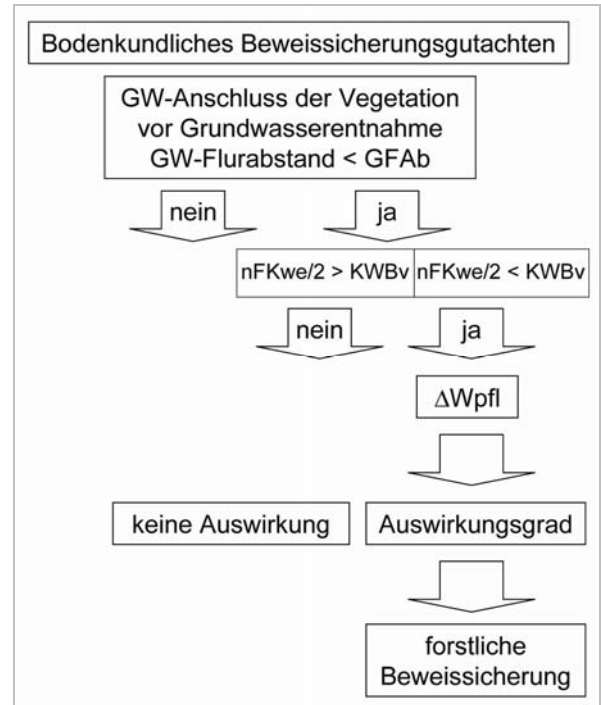 Bodenkundliches Beweissicherungsgutachten
GW-Anschluss der Vegetation
vor Grundwasserentnahme
GW-Flurabstand < GFAb
nein
ja
nFKwe/2 > KWBv
nFKwe/2 < KWBv
nein
ja
ΔWpfl
keine Auswirkung
Auswirkungsgrad
forstliche
Beweissicherung